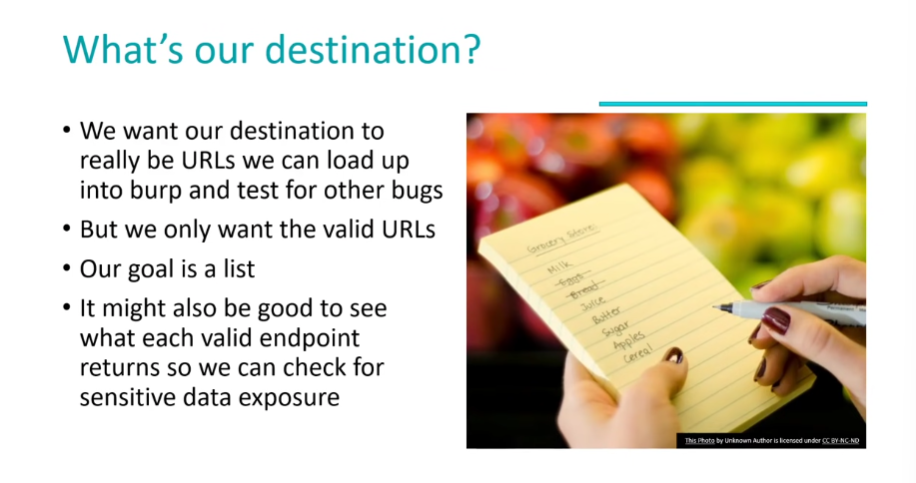 What's our destination?
• We want our destination to
really be URLs we can load up
into burp and test for other bugs
• But we only want the valid URLs
• Our goal is a list
• It might also be good to see
what each valid endpoint
returns so we can check for
sensitive data exposure
Grocery Store:
Milk
Bread
Juice
Butter
Sugar
Apples
Cereal
This Photo by Unknown Author is licensed under CC BY-NC-ND